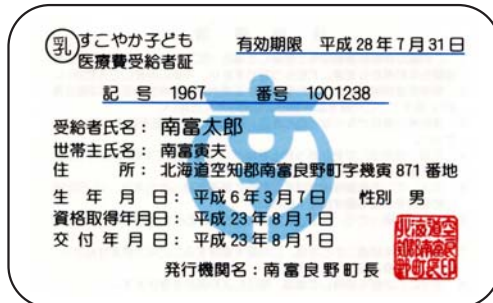 乳 すこやか子ども 有効期限 平成28年7月31日
医療費受給者証
記号 1967 番号 1001238
受給者氏名：南富太郎
世帯主氏名：南富寅夫
住所：北海道空知郡南富良野町字幾寅871番地
生年月日：平成6年3月7日 性別 男
資格取得年月日：平成23年8月1日
交付年月日：平成23年8月1日
発行機関名：南富良野町長